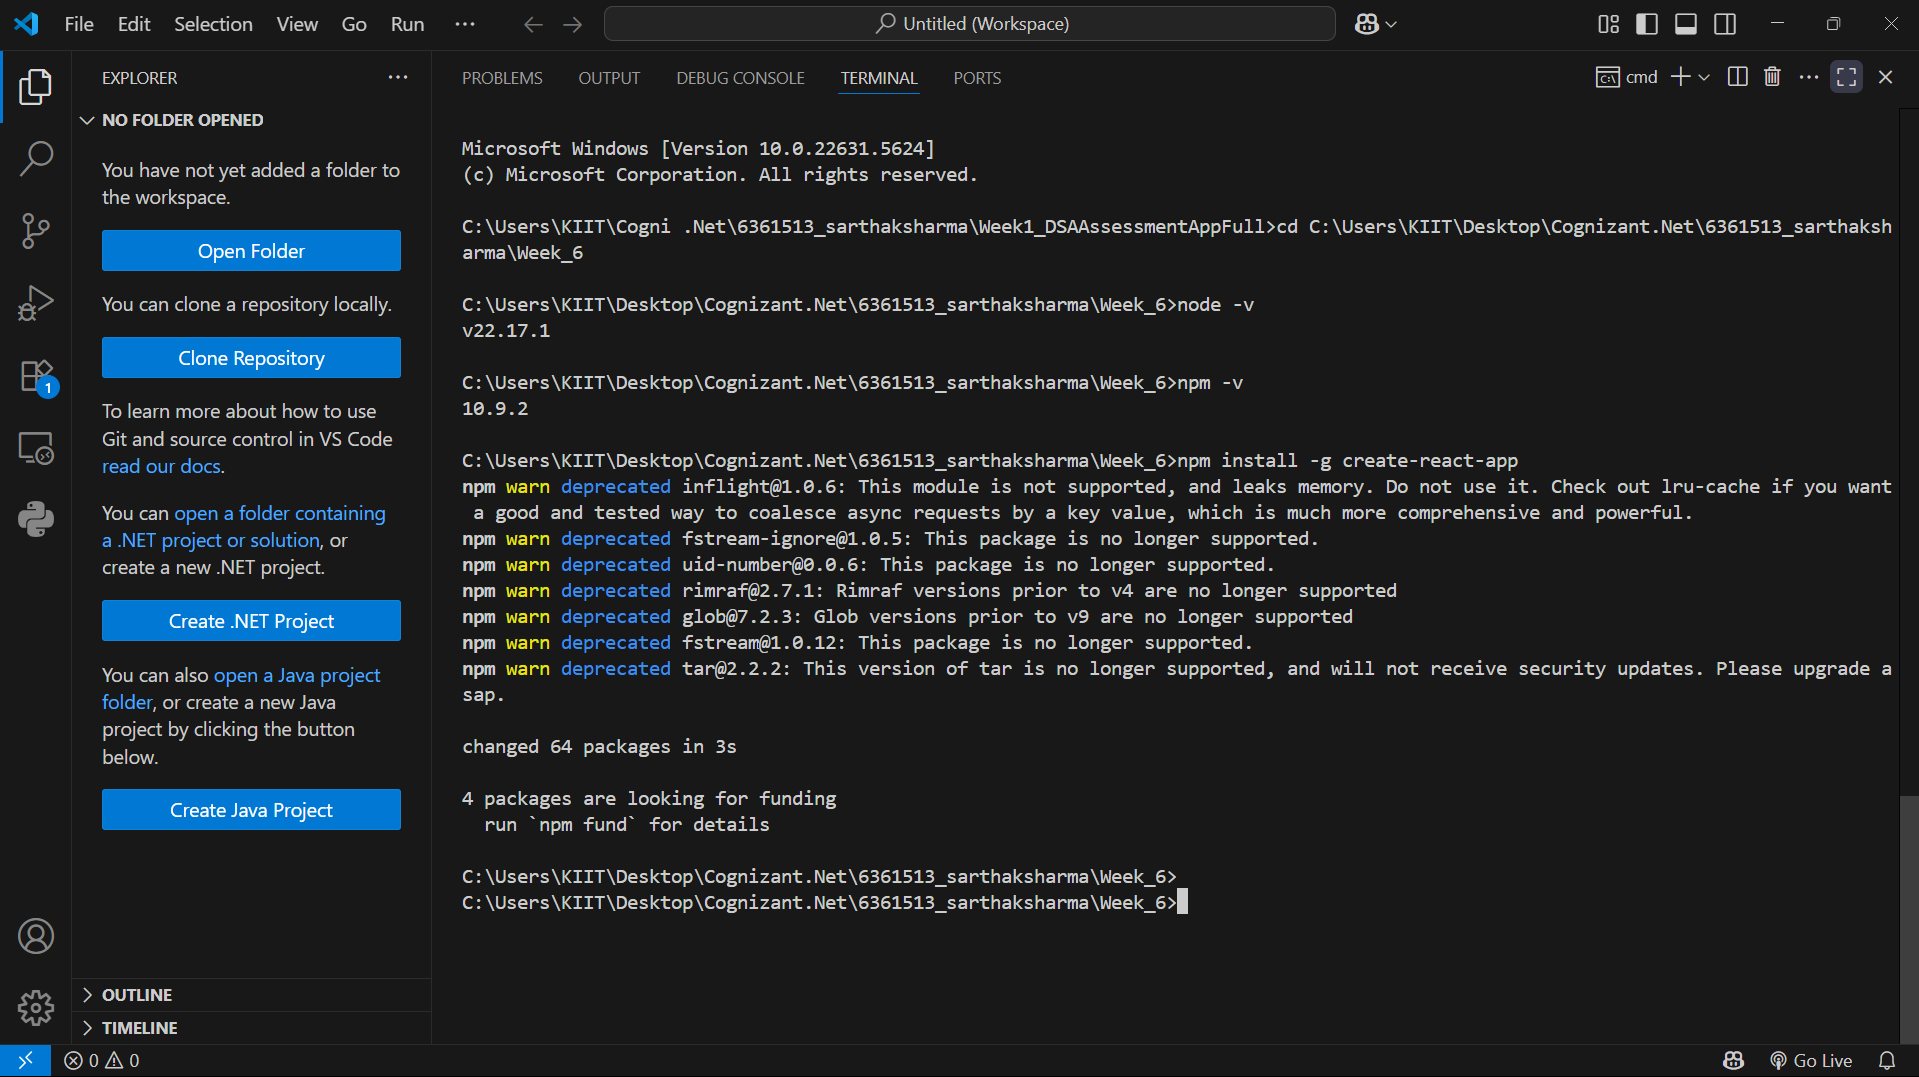 File Edit Selection View Go Run ... Untitled (Workspace)
EXPLORER ...
NO FOLDER OPENED
You have not yet added a folder to
the workspace.
Open Folder
You can clone a repository locally.
Clone Repository
To learn more about how to use
Git and source control in VS Code
read our docs.
You can open a folder containing
a .NET project or solution, or
create a new .NET project.
Create .NET Project
You can also open a Java project
folder, or create a new Java
project by clicking the button
below.
Create Java Project
OUTLINE
TIMELINE
1
PROBLEMS OUTPUT DEBUG CONSOLE TERMINAL PORTS cmd ...
Microsoft Windows [Version 10.0.22631.5624]
(c) Microsoft Corporation. All rights reserved.
C:\Users\KIIT\Cogni .Net\6361513_sarthaksharma\Week1_DSAAssessmentAppFull>cd C:\Users\KIIT\Desktop\Cognizant.Net\6361513_sarthaksh
arma\Week_6
C:\Users\KIIT\Desktop\Cognizant.Net\6361513_sarthaksharma\Week_6>node -v
v22.17.1
C:\Users\KIIT\Desktop\Cognizant.Net\6361513_sarthaksharma\Week_6>npm -v
10.9.2
C:\Users\KIIT\Desktop\Cognizant.Net\6361513_sarthaksharma\Week_6>npm install -g create-react-app
npm warn deprecated inflight@1.0.6: This module is not supported, and leaks memory. Do not use it. Check out lru-cache if you want
a good and tested way to coalesce async requests by a key value, which is much more comprehensive and powerful.
npm warn deprecated fstream-ignore@1.0.5: This package is no longer supported.
npm warn deprecated uid-number@0.0.6: This package is no longer supported.
npm warn deprecated rimraf@2.7.1: Rimraf versions prior to v4 are no longer supported
npm warn deprecated glob@7.2.3: Glob versions prior to v9 are no longer supported
npm warn deprecated fstream@1.0.12: This package is no longer supported.
npm warn deprecated tar@2.2.2: This version of tar is no longer supported, and will not receive security updates. Please upgrade a
sap.
changed 64 packages in 3s
4 packages are looking for funding
run `npm fund` for details
C:\Users\KIIT\Desktop\Cognizant.Net\6361513_sarthaksharma\Week_6>
C:\Users\KIIT\Desktop\Cognizant.Net\6361513_sarthaksharma\Week_6>
0 0 Go Live